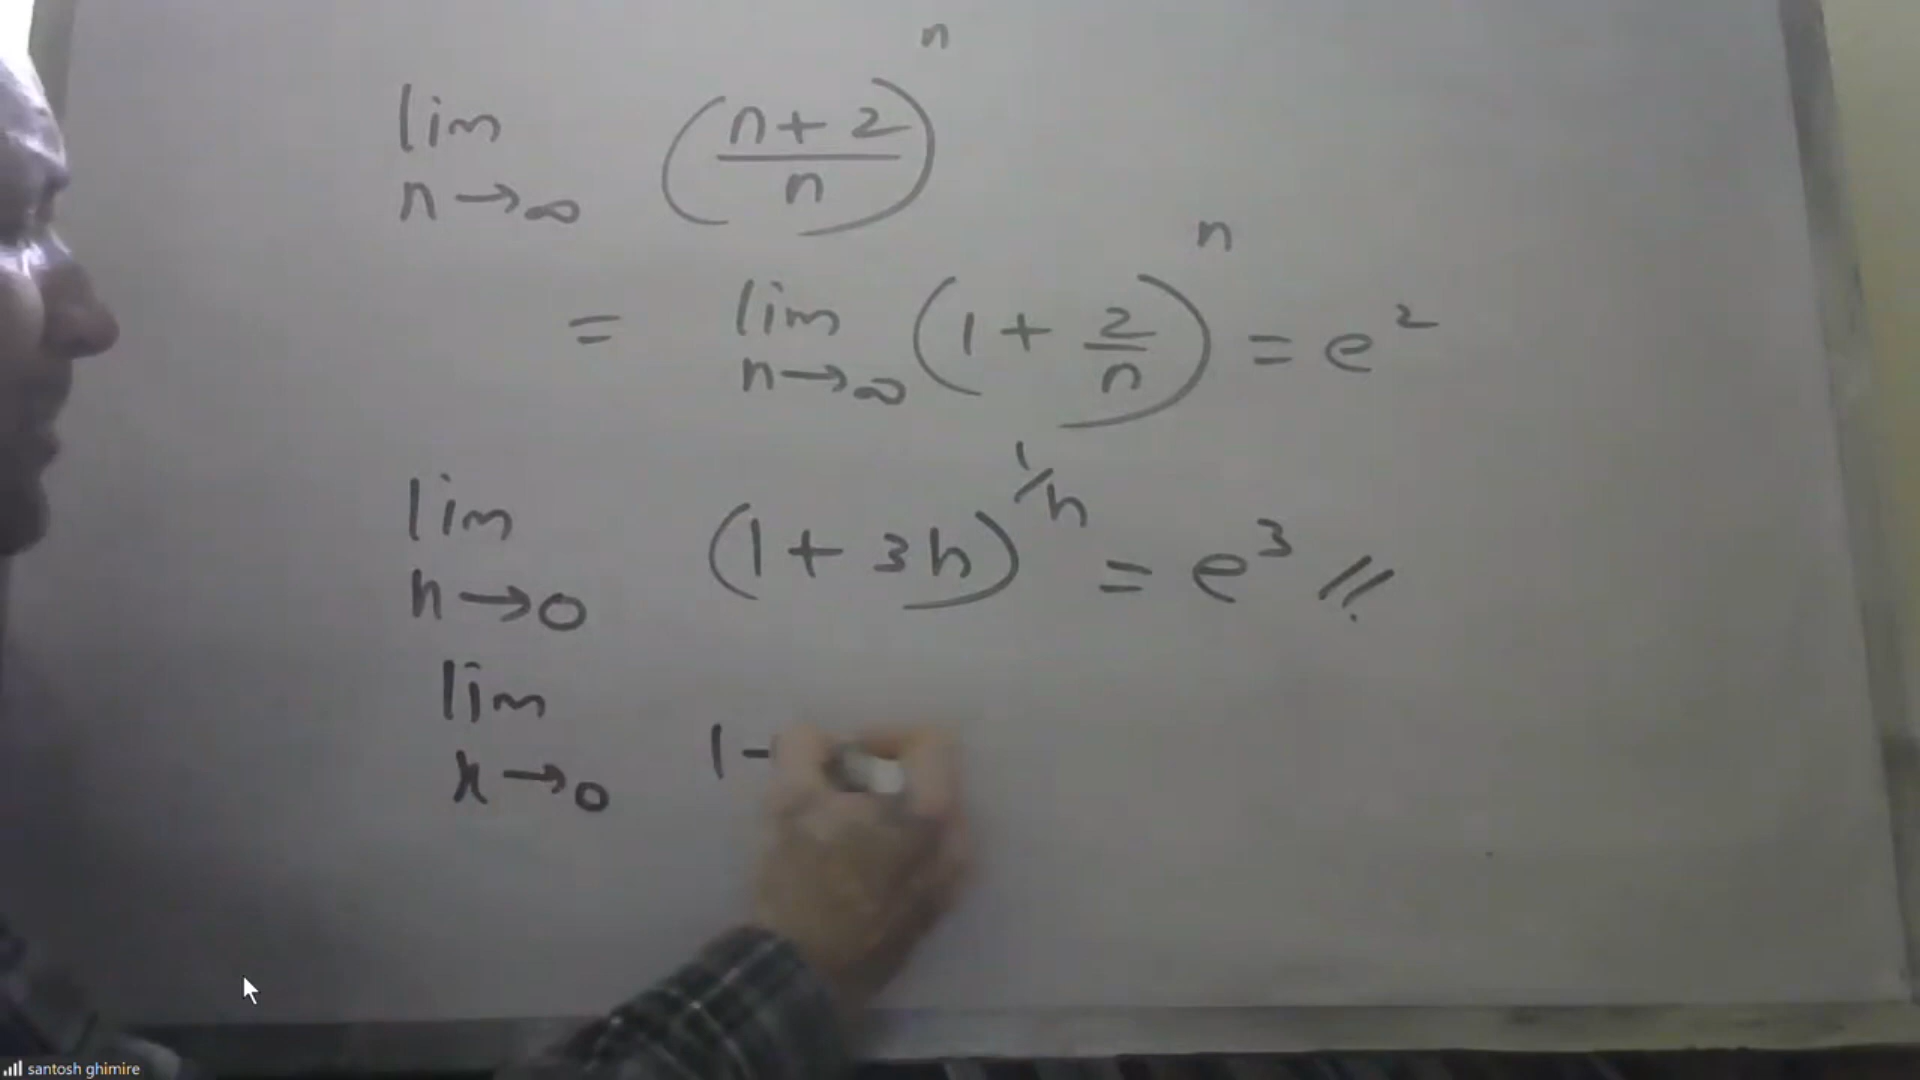 lim n→∞ ((n+2)/n)^n
= lim n→∞ (1 + 2/n)^n = e^2
lim h→0 (1 + 3h)^1/h = e^3 //
lim x→0 1-
santosh ghimire